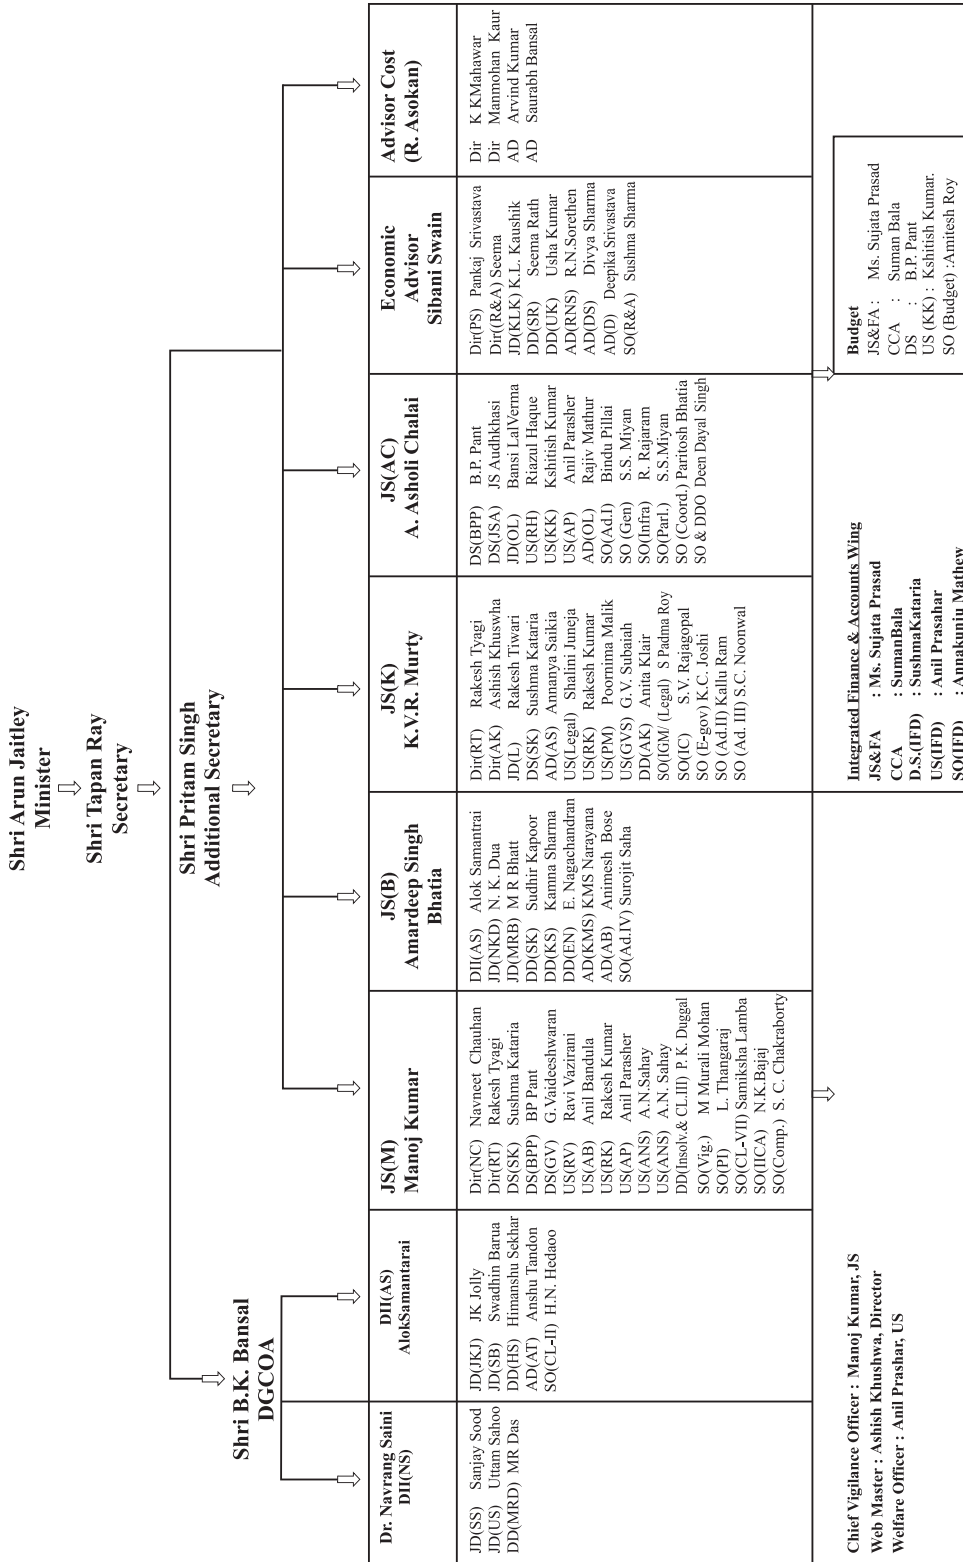 Shri Arun Jaitley
Minister
Shri Tapan Ray
Secretary
Shri Pritam Singh
Additional Secretary
Shri B.K. Bansal
DGCOA
Dr. Navrang Saini
DII(NS)
JD(SS) Sanjay Sood
JD(US) Uttam Sahoo
DD(MRD) MR Das
DII(AS)
AlokSamantarai
JD(JKJ) JK Jolly
JD(SB) Swadhin Barua
DD(HS) Himanshu Sekhar
AD(AT) Anshu Tandon
SO(CL-II) H.N. Hedaoo
JS(M)
Manoj Kumar
Dir(NC) Navneet Chauhan
Dir(RT) Rakesh Tyagi
DS(SK) Sushma Kataria
DS(BPP) BP Pant
DS(GV) G.Vaideeshwaran
US(RV) Ravi Vazirani
US(AB) Anil Bandula
US(RK) Rakesh Kumar
US(AP) Anil Parasher
US(ANS) A.N.Sahay
US(ANS) A.N. Sahay
DD(Insolv.& CL.III) P. K. Duggal
SO(Vig.) M Murali Mohan
SO(PI) L. Thangaraj
SO(CL-VII) Samiksha Lamba
SO(IICA) N.K.Bajaj
SO(Comp.) S. C. Chakraborty
JS(B)
Amardeep Singh
Bhatia
DII(AS) Alok Samantrai
JD(NKD) N. K. Dua
JD(MRB) M R Bhatt
DD(SK) Sudhir Kapoor
DD(KS) Kamna Sharma
DD(EN) E. Nagachandran
AD(KMS) KMS Narayana
AD(AB) Animesh Bose
SO(Ad.IV) Surojit Saha
JS(K)
K.V.R. Murty
Dir(RT) Rakesh Tyagi
Dir(AK) Ashish Khuswha
JD(L) Rakesh Tiwari
DS(SK) Sushma Kataria
AD(AS) Annanya Saikia
US(Legal) Shalini Juneja
US(RK) Rakesh Kumar
US(PM) Poornima Malik
US(GVS) G.V. Subaiah
DD(AK) Anita Klair
SO(IGM/ (Legal) S Padma Roy
SO(IC) S.V. Rajagopal
SO (E-gov) K.C. Joshi
SO (Ad.II) Kallu Ram
SO (Ad. III) S.C. Noonwal
JS(AC)
A. Asholi Chalai
DS(BPP) B.P. Pant
DS(JSA) JS Audhkhasi
JD(OL) Bansi LalVerma
US(RH) Riazul Haque
US(KK) Kshitish Kumar
US(AP) Anil Parasher
AD(OL) Rajiv Mathur
SO(Ad.I) Bindu Pillai
SO (Gen) S.S. Miyan
SO(Infra) R. Rajaram
SO(Parl.) S.S.Miyan
SO (Coord.) Paritosh Bhatia
SO & DDO Deen Dayal Singh
Economic
Advisor
Sibani Swain
Dir(PS) Pankaj Srivastava
Dir((R&A) Seema
JD(KLK) K.L. Kaushik
DD(SR) Seema Rath
DD(UK) Usha Kumar
AD(RNS) R.N.Sorethen
AD(DS) Divya Sharma
AD(D) Deepika Srivastava
SO(R&A) Sushma Sharma
Advisor Cost
(R. Asokan)
Dir K KMahawar
Dir Manmohan Kaur
AD Arvind Kumar
AD Saurabh Bansal
Chief Vigilance Officer : Manoj Kumar, JS
Web Master : Ashish Khushwa, Director
Welfare Officer : Anil Prashar, US
Integrated Finance & Accounts Wing
JS&FA : Ms. Sujata Prasad
CC.A : SumanBala
D.S.(IFD) : SushmaKataria
US(IFD) : Anil Prasahar
SO(IFD) : Annakunju Mathew
Budget
JS&FA : Ms. Sujata Prasad
CCA : Suman Bala
DS : B.P. Pant
US (KK) : Kshitish Kumar.
SO (Budget) :Amitesh Roy